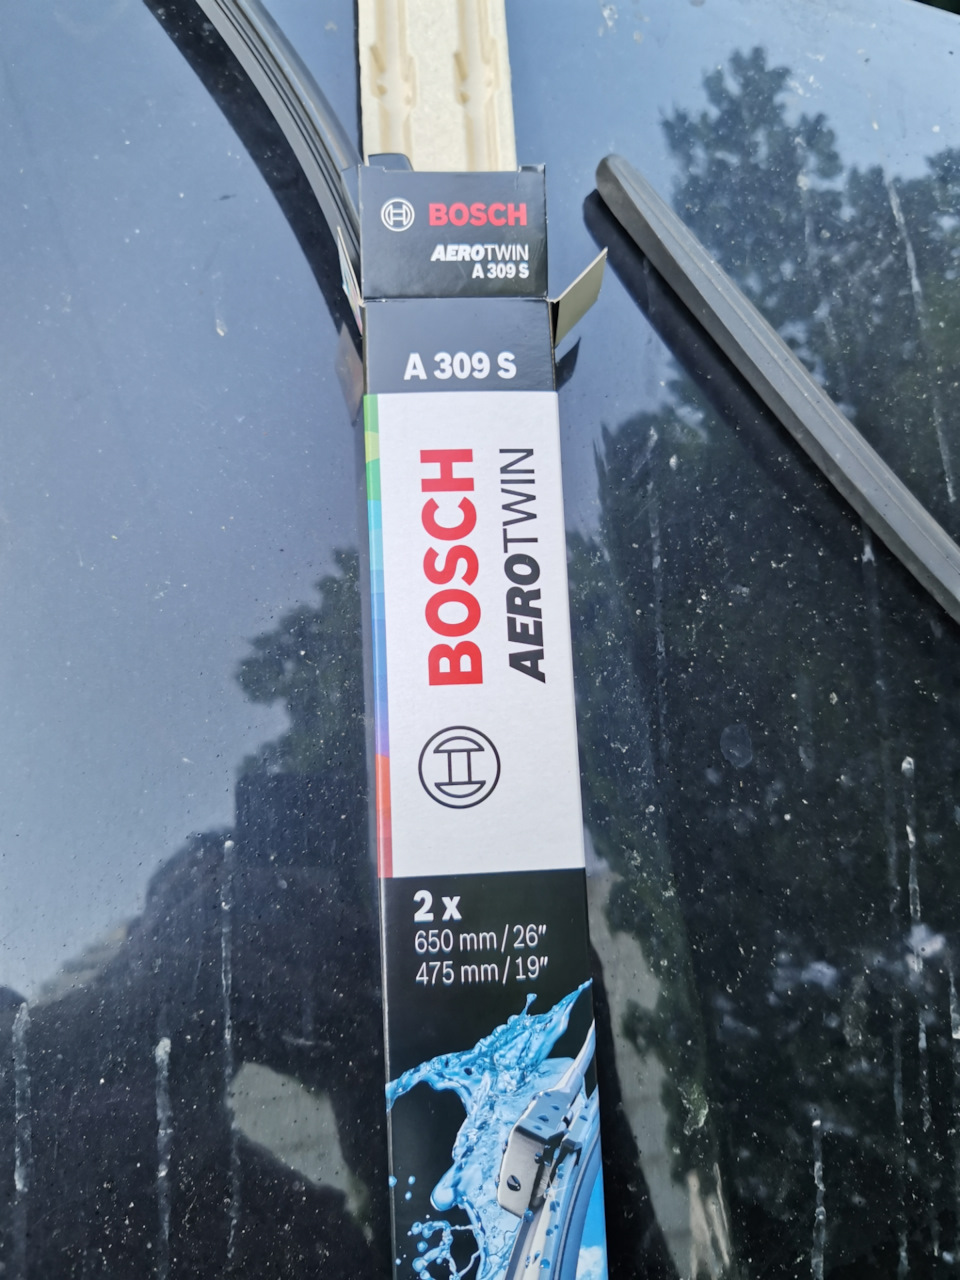 BOSCH
AEROTWIN
A 309 S
A 309 S
BOSCH
AEROTWIN
2 x
650 mm / 26″
475 mm / 19″